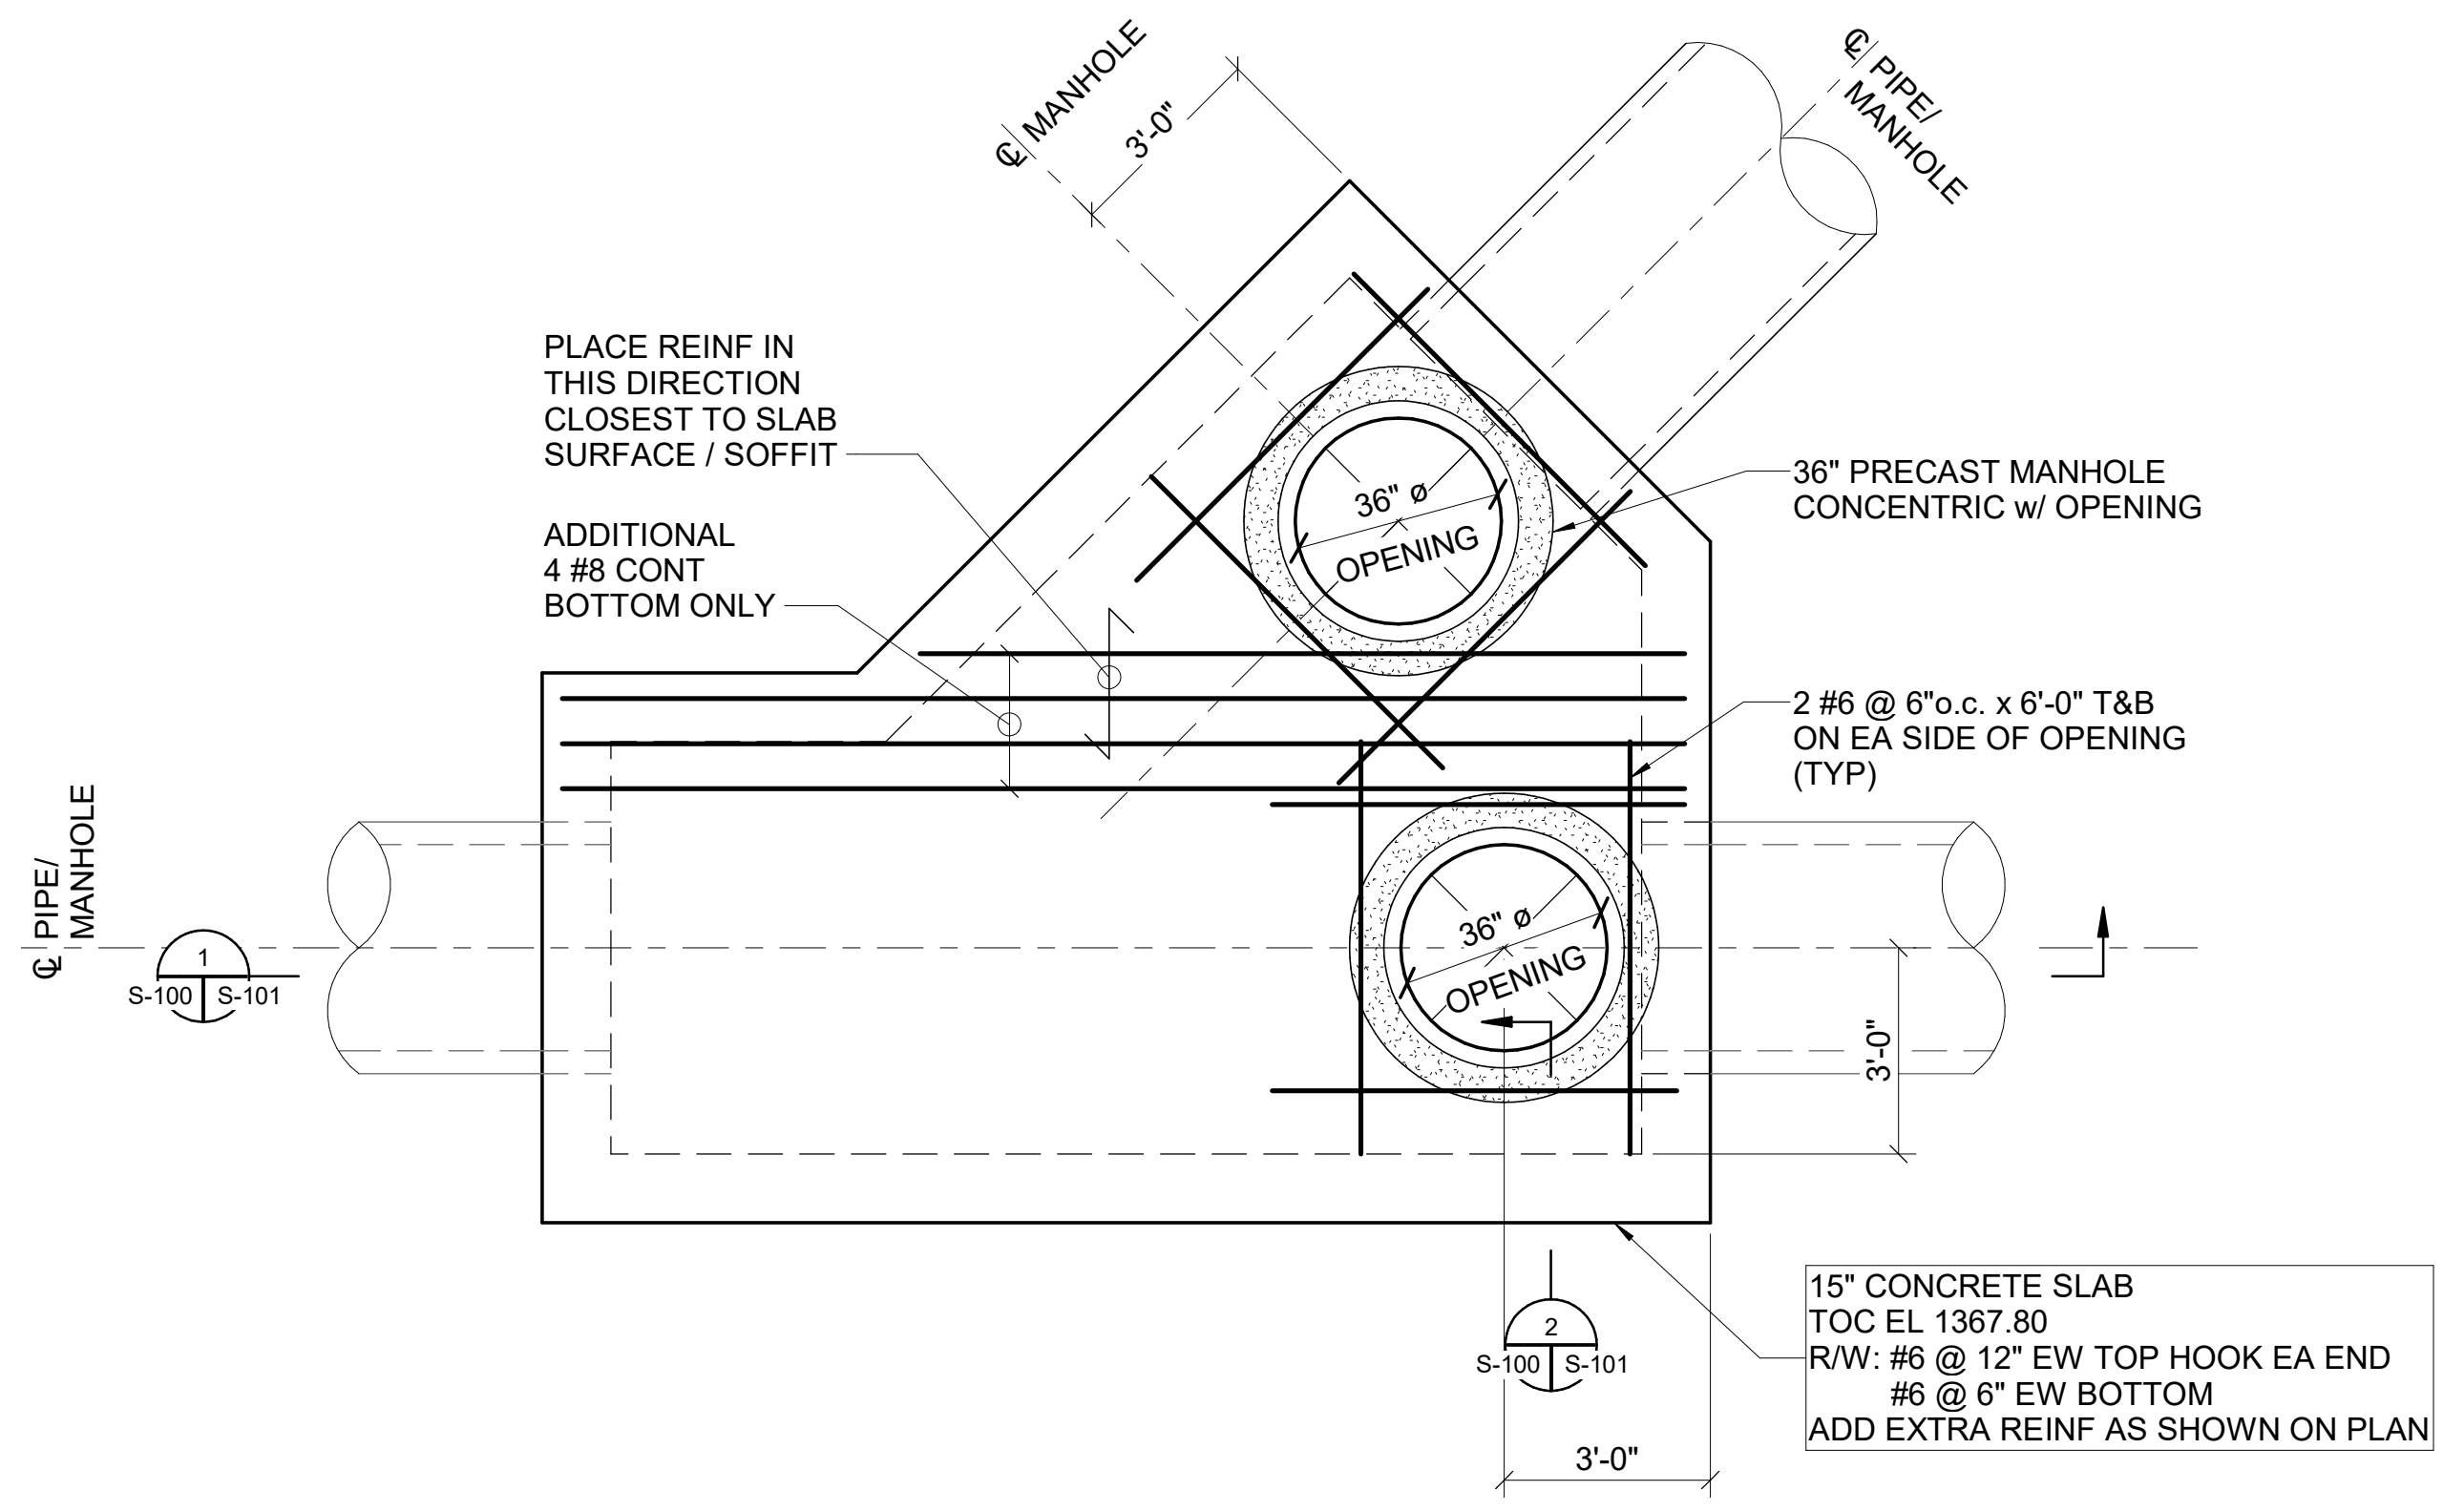 ℄ MANHOLE
3'-0"
℄ PIPE/
MANHOLE
PLACE REINF IN
THIS DIRECTION
CLOSEST TO SLAB
SURFACE / SOFFIT
ADDITIONAL
4 #8 CONT
BOTTOM ONLY
36" ø
OPENING
36" PRECAST MANHOLE
CONCENTRIC w/ OPENING
2 #6 @ 6"o.c. x 6'-0" T&B
ON EA SIDE OF OPENING
(TYP)
℄ PIPE/
MANHOLE
1
S-100 S-101
36" ø
OPENING
3'-0"
2
S-100 S-101
3'-0"
15" CONCRETE SLAB
TOC EL 1367.80
R/W: #6 @ 12" EW TOP HOOK EA END
#6 @ 6" EW BOTTOM
ADD EXTRA REINF AS SHOWN ON PLAN